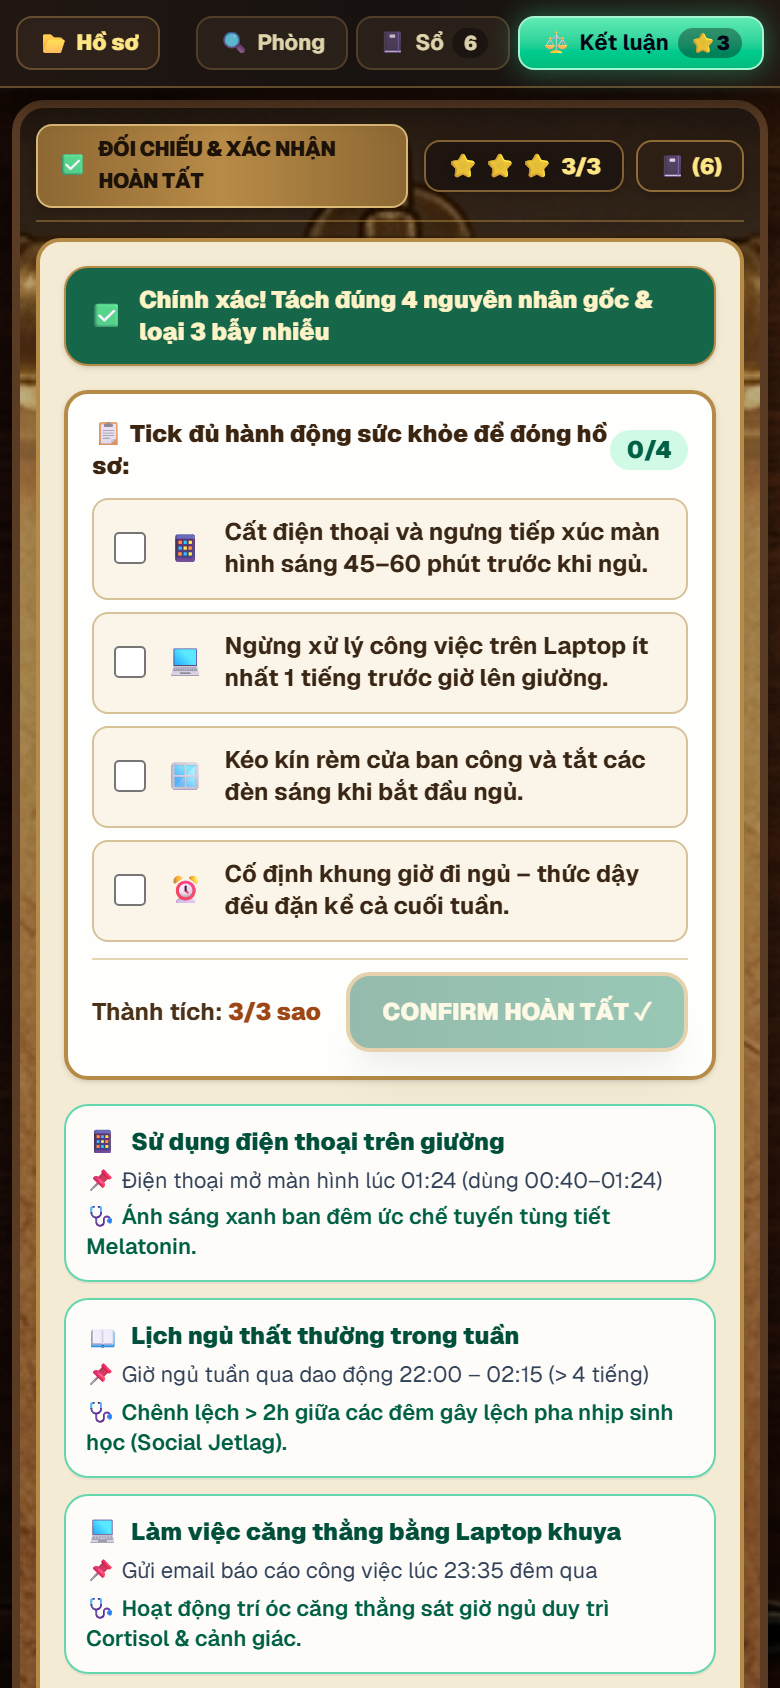 Hồ sơ
Phòng
Sổ 6
Kết luận 3
ĐỐI CHIẾU & XÁC NHẬN
HOÀN TẤT
3/3
(6)
Chính xác! Tách đúng 4 nguyên nhân gốc &
loại 3 bẫy nhiễu
Tick đủ hành động sức khỏe để đóng hồ
sơ:
0/4
Cất điện thoại và ngưng tiếp xúc màn
hình sáng 45–60 phút trước khi ngủ.
Ngừng xử lý công việc trên Laptop ít
nhất 1 tiếng trước giờ lên giường.
Kéo kín rèm cửa ban công và tắt các
đèn sáng khi bắt đầu ngủ.
Cố định khung giờ đi ngủ – thức dậy
đều đặn kể cả cuối tuần.
Thành tích: 3/3 sao
CONFIRM HOÀN TẤT ✓
Sử dụng điện thoại trên giường
Điện thoại mở màn hình lúc 01:24 (dùng 00:40–01:24)
Ánh sáng xanh ban đêm ức chế tuyến tùng tiết
Melatonin.
Lịch ngủ thất thường trong tuần
Giờ ngủ tuần qua dao động 22:00 – 02:15 (> 4 tiếng)
Chênh lệch > 2h giữa các đêm gây lệch pha nhịp sinh
học (Social Jetlag).
Làm việc căng thẳng bằng Laptop khuya
Gửi email báo cáo công việc lúc 23:35 đêm qua
Hoạt động trí óc căng thẳng sát giờ ngủ duy trì
Cortisol & cảnh giác.